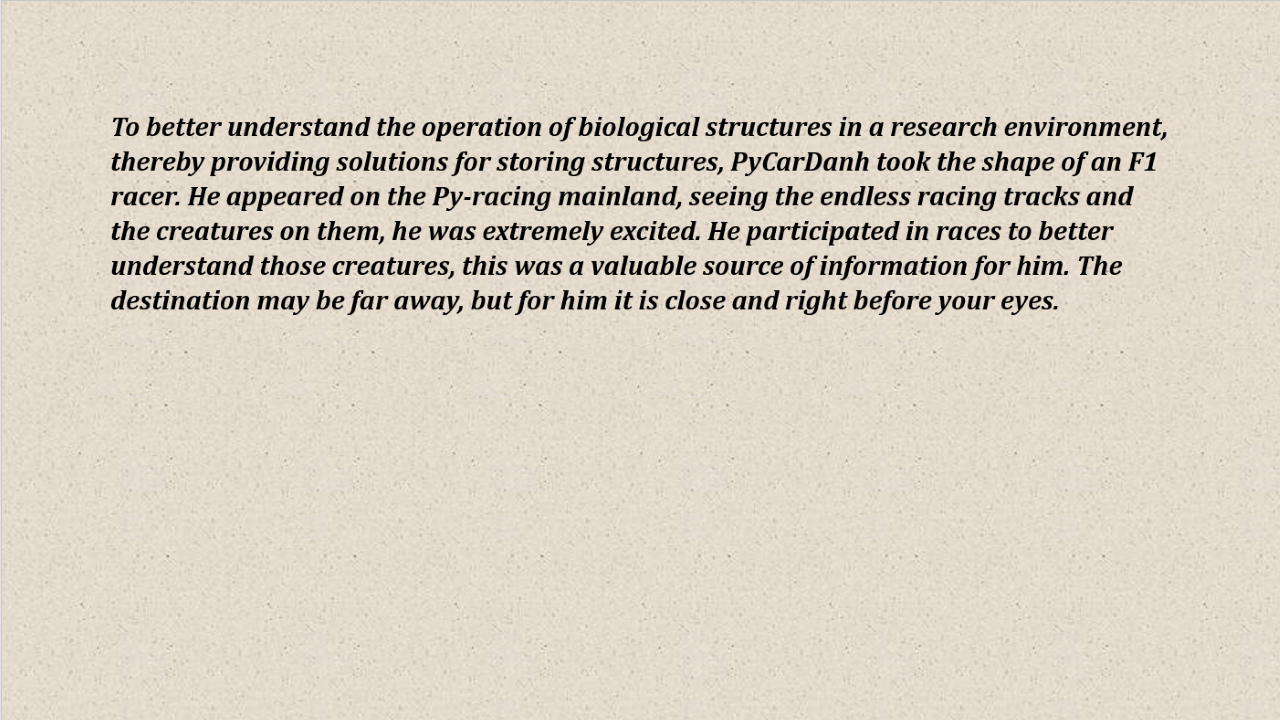 To better understand the operation of biological structures in a research environment,
thereby providing solutions for storing structures, PyCarDanh took the shape of an F1
racer. He appeared on the Py-racing mainland, seeing the endless racing tracks and
the creatures on them, he was extremely excited. He participated in races to better
understand those creatures, this was a valuable source of information for him. The
destination may be far away, but for him it is close and right before your eyes.